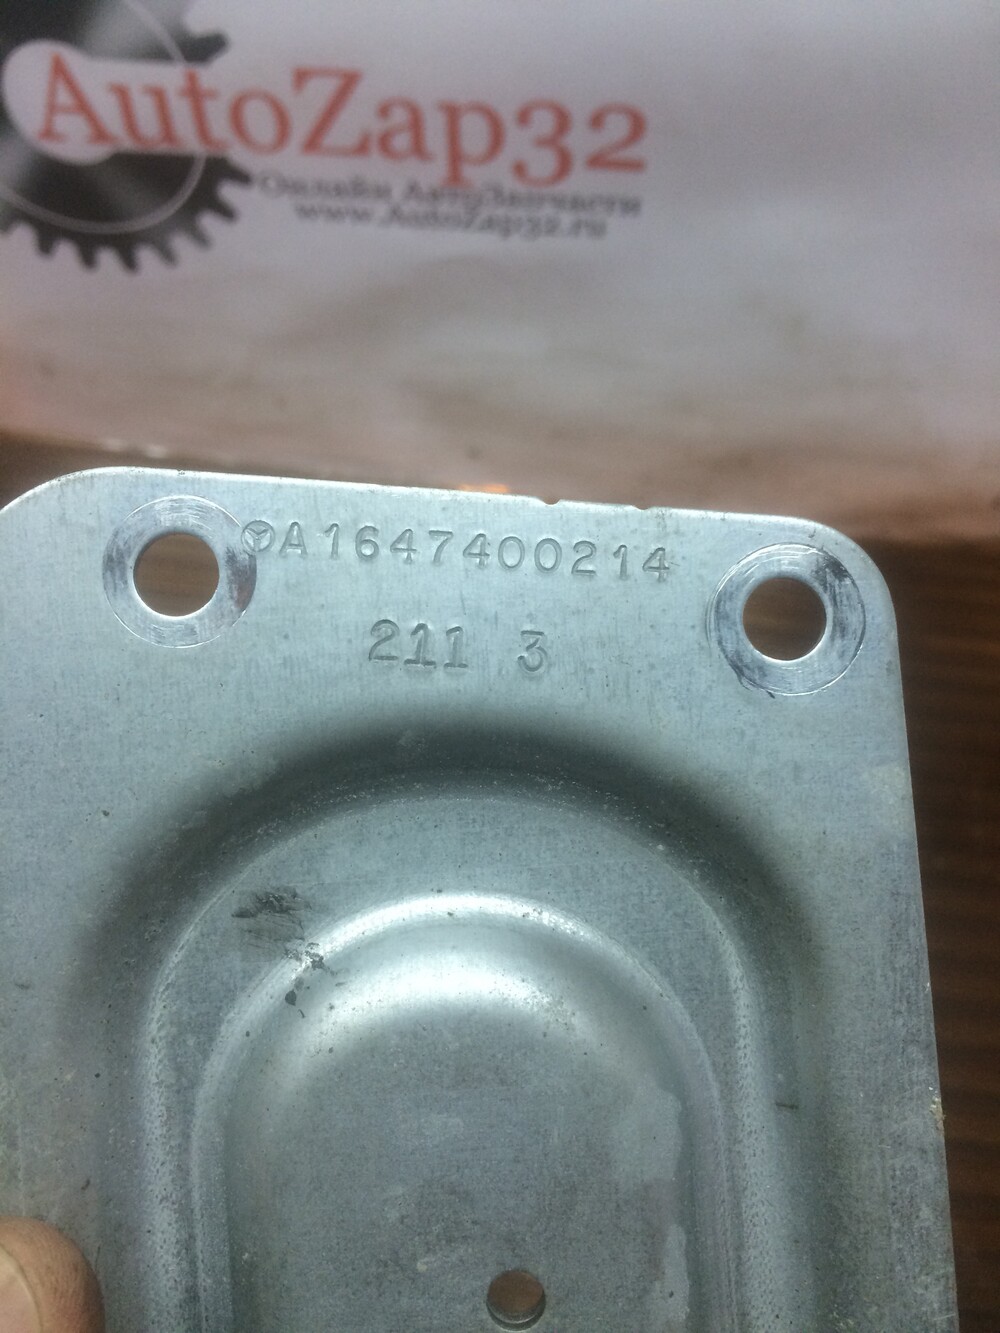 AutoZap32
Онлайн АвтоЗапчасти
www.AutoZap32.ru
A1647400214
211 3